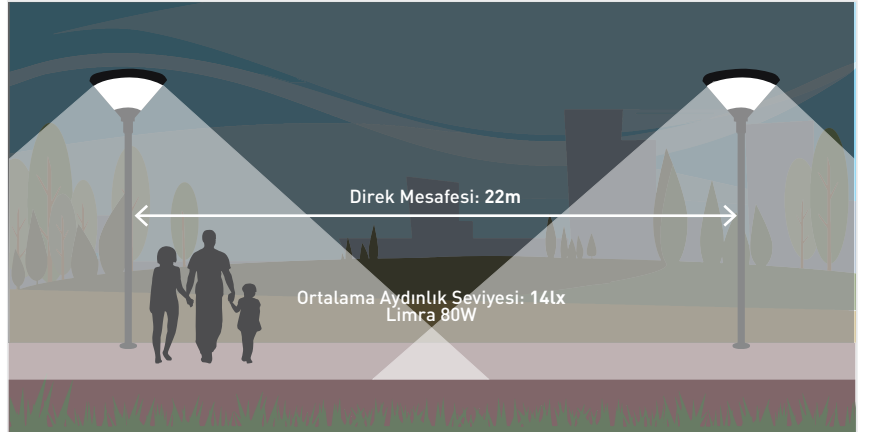 Direk Mesafesi: 22m
Ortalama Aydınlık Seviyesi: 14lx
Limra 80W